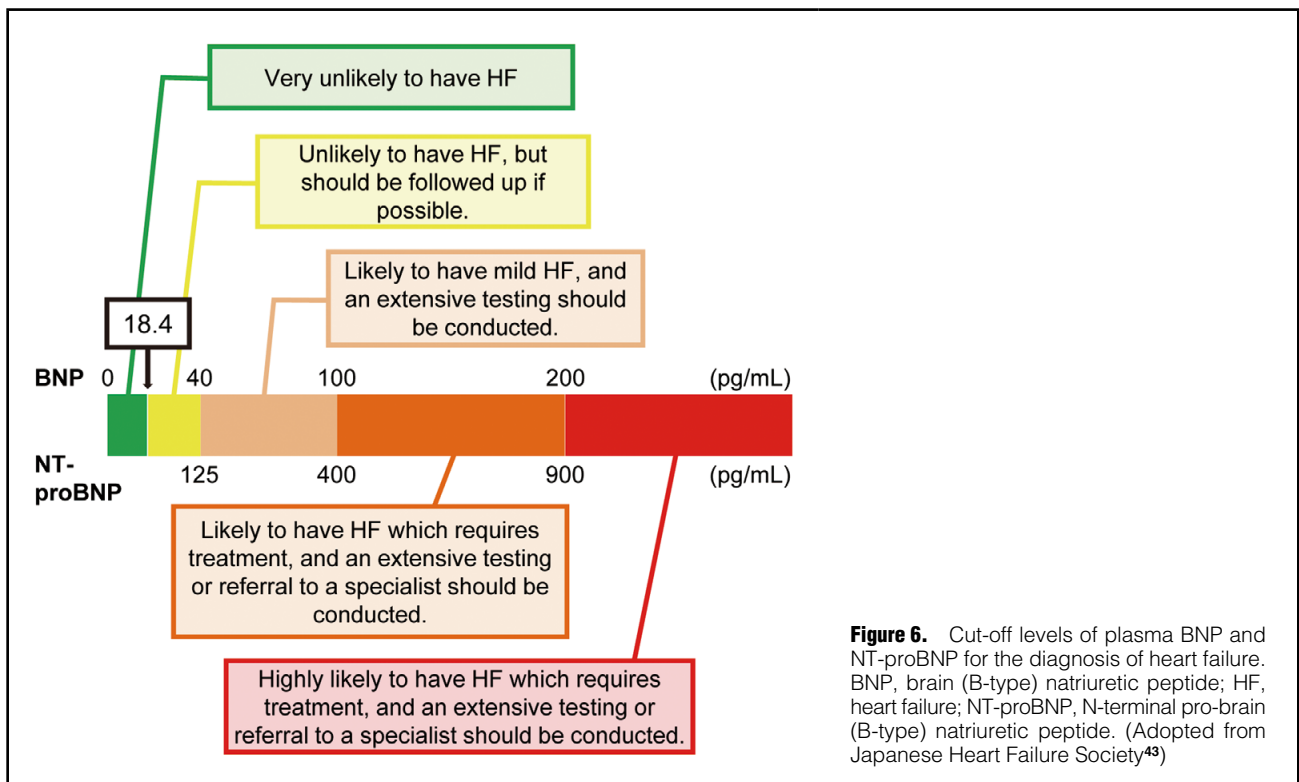 Very unlikely to have HF
Unlikely to have HF, but
should be followed up if
possible.
Likely to have mild HF, and
an extensive testing should
be conducted.
18.4
BNP 0 40 100 200 (pg/mL)
NT-
proBNP
125 400 900 (pg/mL)
Likely to have HF which requires
treatment, and an extensive testing
or referral to a specialist should be
conducted.
Highly likely to have HF which requires
treatment, and an extensive testing or
referral to a specialist should be conducted.
Figure 6. Cut-off levels of plasma BNP and
NT-proBNP for the diagnosis of heart failure.
BNP, brain (B-type) natriuretic peptide; HF,
heart failure; NT-proBNP, N-terminal pro-brain
(B-type) natriuretic peptide. (Adopted from
Japanese Heart Failure Society43)